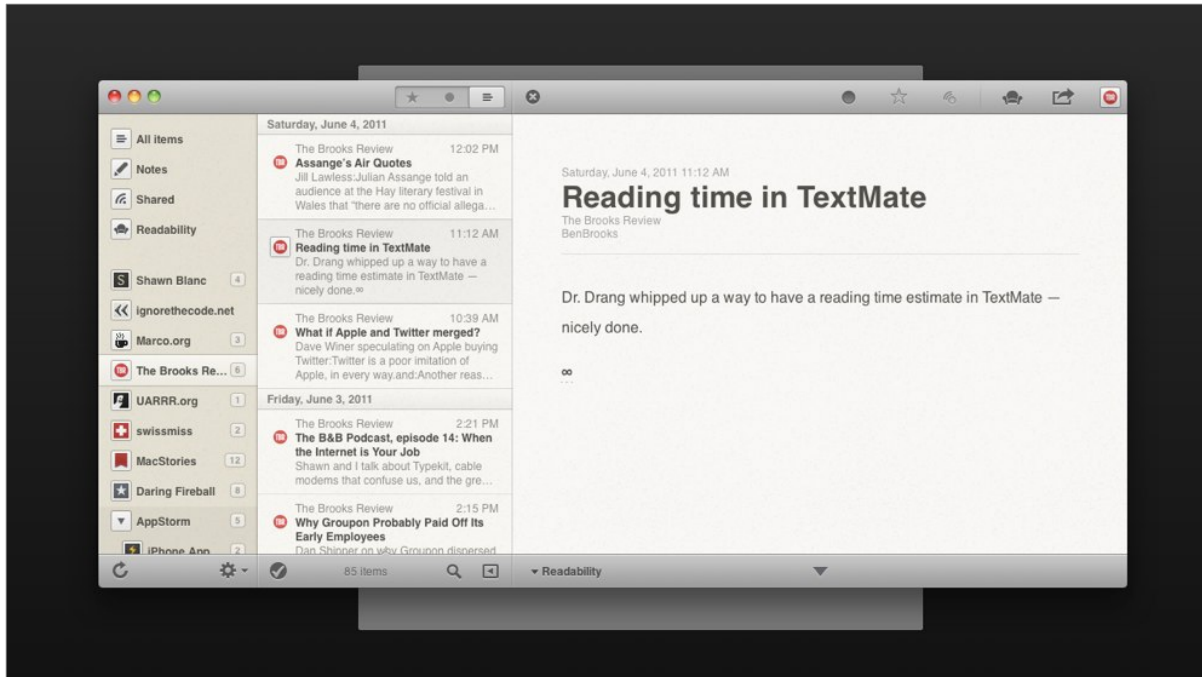 All items
Notes
Shared
Readability
Shawn Blanc 4
ignorethecode.net
Marco.org 3
The Brooks Re... 6
UARRR.org 1
swissmiss 2
MacStories 12
Daring Fireball 8
AppStorm 5
iPhone App 2
Saturday, June 4, 2011
The Brooks Review 12:02 PM
Assange's Air Quotes
Jill Lawless:Julian Assange told an
audience at the Hay literary festival in
Wales that "there are no official allega...
The Brooks Review 11:12 AM
Reading time in TextMate
Dr. Drang whipped up a way to have a
reading time estimate in TextMate —
nicely done.∞
The Brooks Review 10:39 AM
What if Apple and Twitter merged?
Dave Winer speculating on Apple buying
Twitter:Twitter is a poor imitation of
Apple, in every way.and:Another reas...
Friday, June 3, 2011
The Brooks Review 2:21 PM
The B&B Podcast, episode 14: When
the Internet is Your Job
Shawn and I talk about Typekit, cable
modems that confuse us, and the gre...
The Brooks Review 2:15 PM
Why Groupon Probably Paid Off Its
Early Employees
Dan Shipper on why Groupon dispersed
85 items
Saturday, June 4, 2011 11:12 AM
Reading time in TextMate
The Brooks Review
BenBrooks
Dr. Drang whipped up a way to have a reading time estimate in TextMate —
nicely done.
∞
Readability